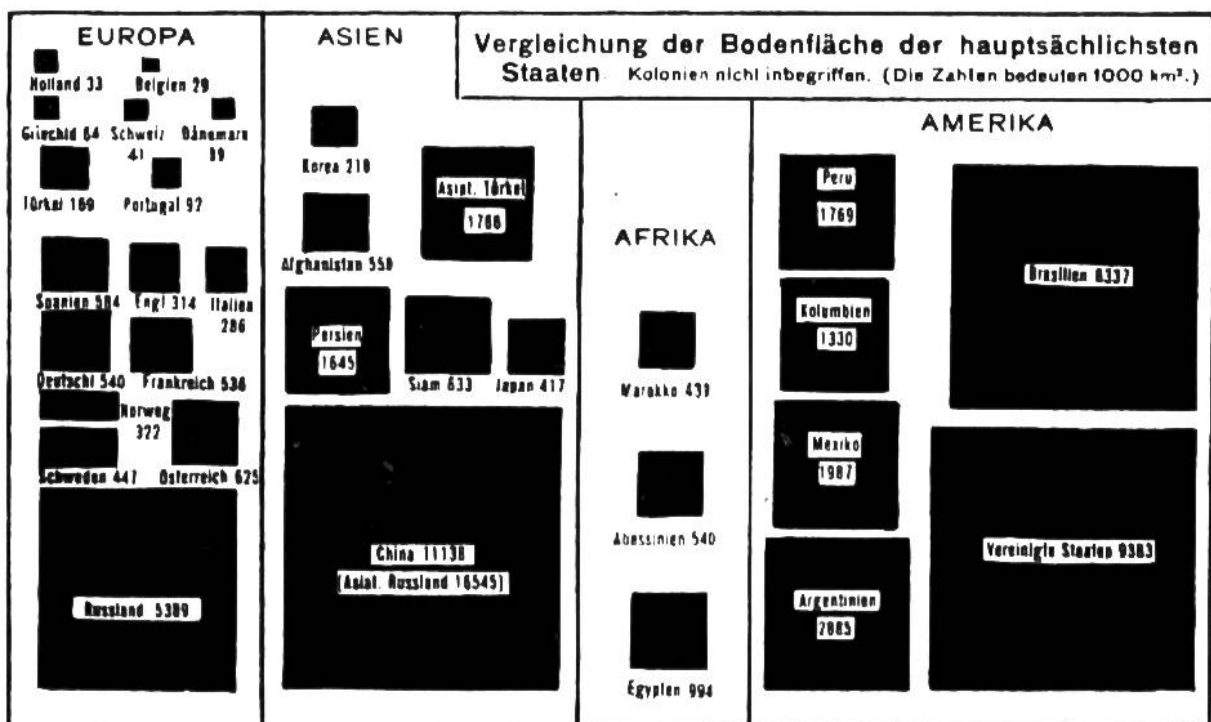 EUROPA
Holland 33
Belgien 29
Griechld 64
Schweiz
41
Dänemark
39
Türkei 169
Portugal 92
Spanien 504
Engl 314
Italien
286
Deutschl 540
Frankreich 536
Norweg
322
Schweden 447
Österreich 625
Russland 5389
ASIEN
Korea 218
Asiat. Türkei
1766
Afghanistan 558
Persien
1645
Siam 633
Japan 417
China 11138
(Asiat. Russland 16545)
Vergleichung der Bodenfläche der hauptsächlichsten
Staaten Kolonien nicht inbegriffen. (Die Zahlen bedeuten 1000 km².)
AFRIKA
Marokko 439
Abessinien 540
Egypten 994
AMERIKA
Peru
1769
Kolumbien
1330
Mexiko
1987
Argentinien
2885
Brasilien 8337
Vereinigte Staaten 9383